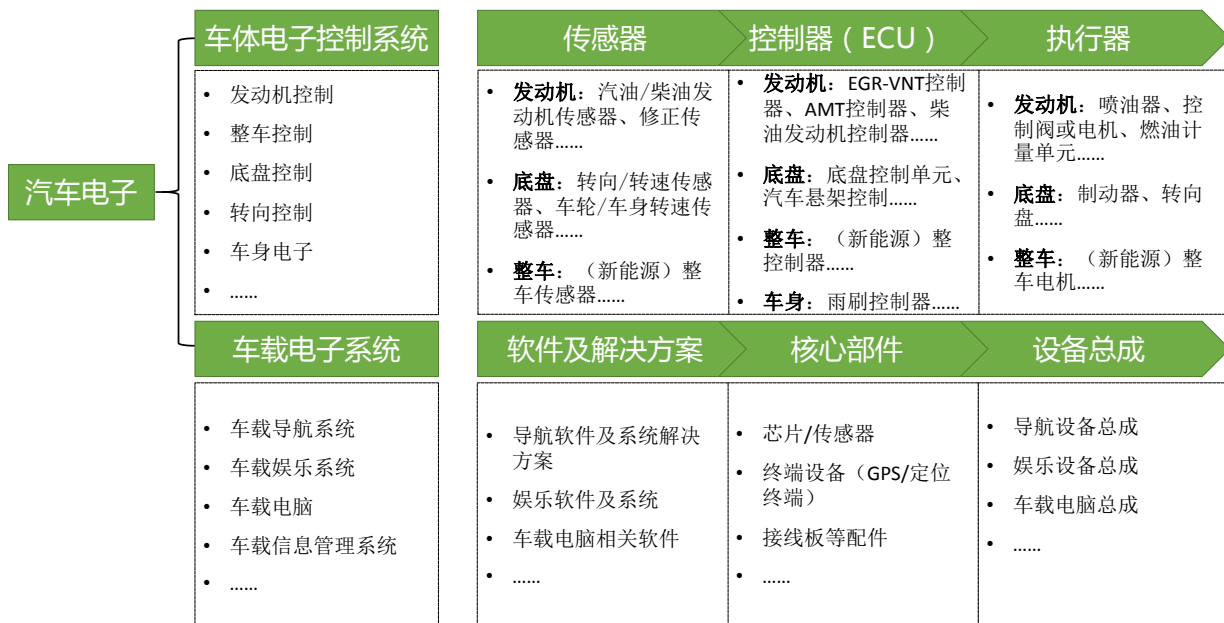 汽车电子
车体电子控制系统
• 发动机控制
• 整车控制
• 底盘控制
• 转向控制
• 车身电子
• ……
传感器
• 发动机：汽油/柴油发
动机传感器、修正传
感器……
• 底盘：转向/转速传感
器、车轮/车身转速传
感器……
• 整车：（新能源）整
车传感器……
控制器（ECU）
• 发动机：EGR-VNT控制
器、AMT控制器、柴
油发动机控制器……
• 底盘：底盘控制单元、
汽车悬架控制……
• 整车：（新能源）整
控制器……
• 车身：雨刷控制器……
执行器
• 发动机：喷油器、控
制阀或电机、燃油计
量单元……
• 底盘：制动器、转向
盘……
• 整车：（新能源）整
车电机……
车载电子系统
• 车载导航系统
• 车载娱乐系统
• 车载电脑
• 车载信息管理系统
• ……
软件及解决方案
• 导航软件及系统解决
方案
• 娱乐软件及系统
• 车载电脑相关软件
• ……
核心部件
• 芯片/传感器
• 终端设备（GPS/定位
终端）
• 接线板等配件
• ……
设备总成
• 导航设备总成
• 娱乐设备总成
• 车载电脑总成
• ……